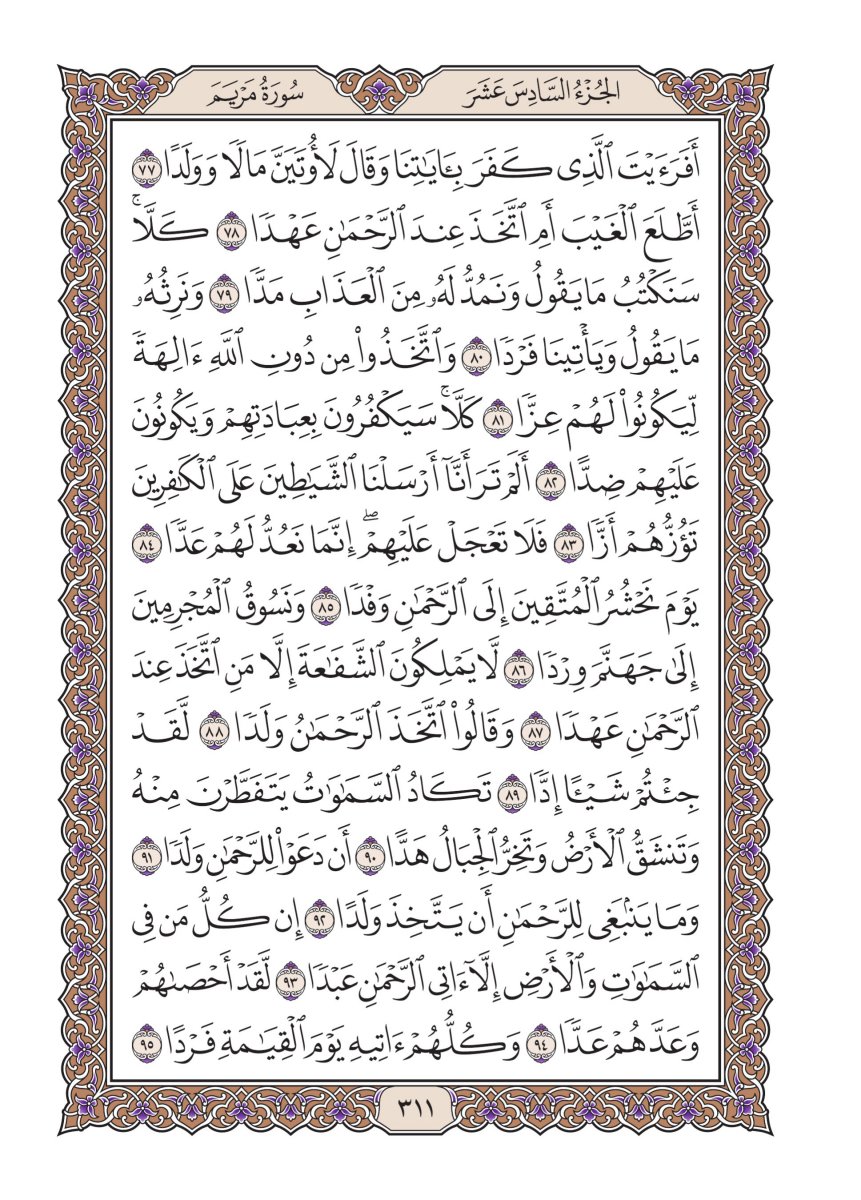 الجُزْءُ السَّادِسَ عَشَرَ
سُورَةُ مَرْيَمَ
أَفَرَءَيْتَ ٱلَّذِى كَفَرَ بِـَٔايَـٰتِنَا وَقَالَ لَأُوتَيَنَّ مَالًا وَوَلَدًا ٧٧
أَطَّلَعَ ٱلْغَيْبَ أَمِ ٱتَّخَذَ عِندَ ٱلرَّحْمَـٰنِ عَهْدًا ٧٨ كَلَّا ۚ
سَنَكْتُبُ مَا يَقُولُ وَنَمُدُّ لَهُۥ مِنَ ٱلْعَذَابِ مَدًّا ٧٩ وَنَرِثُهُۥ
مَا يَقُولُ وَيَأْتِينَا فَرْدًا ٨٠ وَٱتَّخَذُوا۟ مِن دُونِ ٱللَّهِ ءَالِهَةً
لِّيَكُونُوا۟ لَهُمْ عِزًّا ٨١ كَلَّا ۚ سَيَكْفُرُونَ بِعِبَادَتِهِمْ وَيَكُونُونَ
عَلَيْهِمْ ضِدًّا ٨٢ أَلَمْ تَرَ أَنَّآ أَرْسَلْنَا ٱلشَّيَـٰطِينَ عَلَى ٱلْكَـٰفِرِينَ
تَؤُزُّهُمْ أَزًّا ٨٣ فَلَا تَعْجَلْ عَلَيْهِمْ ۖ إِنَّمَا نَعُدُّ لَهُمْ عَدًّا ٨٤
يَوْمَ نَحْشُرُ ٱلْمُتَّقِينَ إِلَى ٱلرَّحْمَـٰنِ وَفْدًا ٨٥ وَنَسُوقُ ٱلْمُجْرِمِينَ
إِلَىٰ جَهَنَّمَ وِرْدًا ٨٦ لَّا يَمْلِكُونَ ٱلشَّفَـٰعَةَ إِلَّا مَنِ ٱتَّخَذَ عِندَ
ٱلرَّحْمَـٰنِ عَهْدًا ٨٧ وَقَالُوا۟ ٱتَّخَذَ ٱلرَّحْمَـٰنُ وَلَدًا ٨٨ لَّقَدْ
جِئْتُمْ شَيْـًٔا إِدًّا ٨٩ تَكَادُ ٱلسَّمَـٰوَٰتُ يَتَفَطَّرْنَ مِنْهُ
وَتَنشَقُّ ٱلْأَرْضُ وَتَخِرُّ ٱلْجِبَالُ هَدًّا ٩٠ أَن دَعَوْا۟ لِلرَّحْمَـٰنِ وَلَدًا ٩١
وَمَا يَنۢبَغِى لِلرَّحْمَـٰنِ أَن يَتَّخِذَ وَلَدًا ٩٢ إِن كُلُّ مَن فِى
ٱلسَّمَـٰوَٰتِ وَٱلْأَرْضِ إِلَّآ ءَاتِى ٱلرَّحْمَـٰنِ عَبْدًا ٩٣ لَّقَدْ أَحْصَىٰهُمْ
وَعَدَّهُمْ عَدًّا ٩٤ وَكُلُّهُمْ ءَاتِيهِ يَوْمَ ٱلْقِيَـٰمَةِ فَرْدًا ٩٥
٣١١